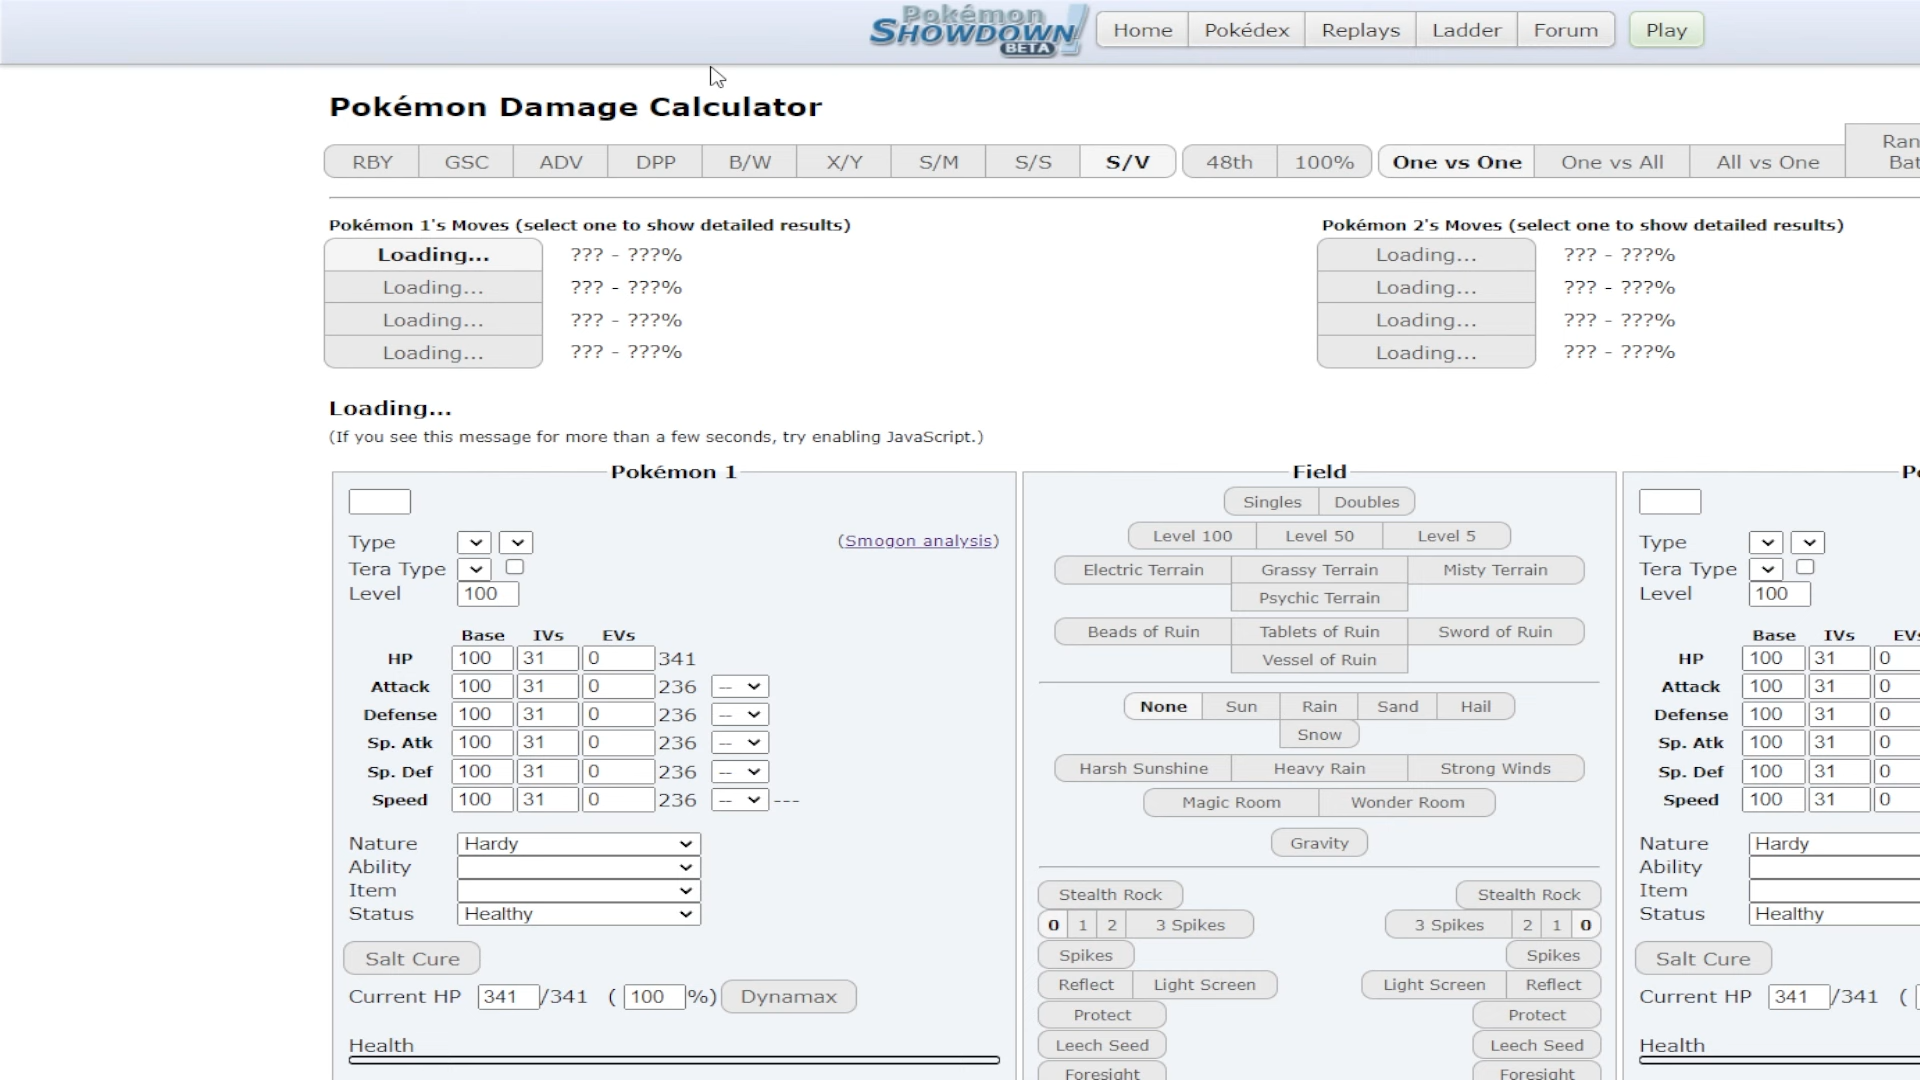 Pokémon
SHOWDOWN!
BETA
Home Pokédex Replays Ladder Forum Play
Pokémon Damage Calculator
RBY GSC ADV DPP B/W X/Y S/M S/S S/V 48th 100% One vs One One vs All All vs One
Pokémon 1's Moves (select one to show detailed results)
Loading... ??? - ???%
Loading... ??? - ???%
Loading... ??? - ???%
Loading... ??? - ???%
Pokémon 2's Moves (select one to show detailed results)
Loading... ??? - ???%
Loading... ??? - ???%
Loading... ??? - ???%
Loading... ??? - ???%
Loading...
(If you see this message for more than a few seconds, try enabling JavaScript.)
Pokémon 1
Type (Smogon analysis)
Tera Type
Level 100
Base IVs EVs
HP 100 31 0 341
Attack 100 31 0 236 --
Defense 100 31 0 236 --
Sp. Atk 100 31 0 236 --
Sp. Def 100 31 0 236 --
Speed 100 31 0 236 -- ---
Nature Hardy
Ability
Item
Status Healthy
Salt Cure
Current HP 341/341 ( 100 %) Dynamax
Health
Field
Singles Doubles
Level 100 Level 50 Level 5
Electric Terrain Grassy Terrain Misty Terrain
Psychic Terrain
Beads of Ruin Tablets of Ruin Sword of Ruin
Vessel of Ruin
None Sun Rain Sand Hail
Snow
Harsh Sunshine Heavy Rain Strong Winds
Magic Room Wonder Room
Gravity
Stealth Rock Stealth Rock
0 1 2 3 Spikes 3 Spikes 2 1 0
Spikes Spikes
Reflect Light Screen Light Screen Reflect
Protect Protect
Leech Seed Leech Seed
Foresight Foresight
Type
Tera Type
Level 100
Base IVs EVs
HP 100 31 0
Attack 100 31 0
Defense 100 31 0
Sp. Atk 100 31 0
Sp. Def 100 31 0
Speed 100 31 0
Nature Hardy
Ability
Item
Status Healthy
Salt Cure
Current HP 341/341 (
Health